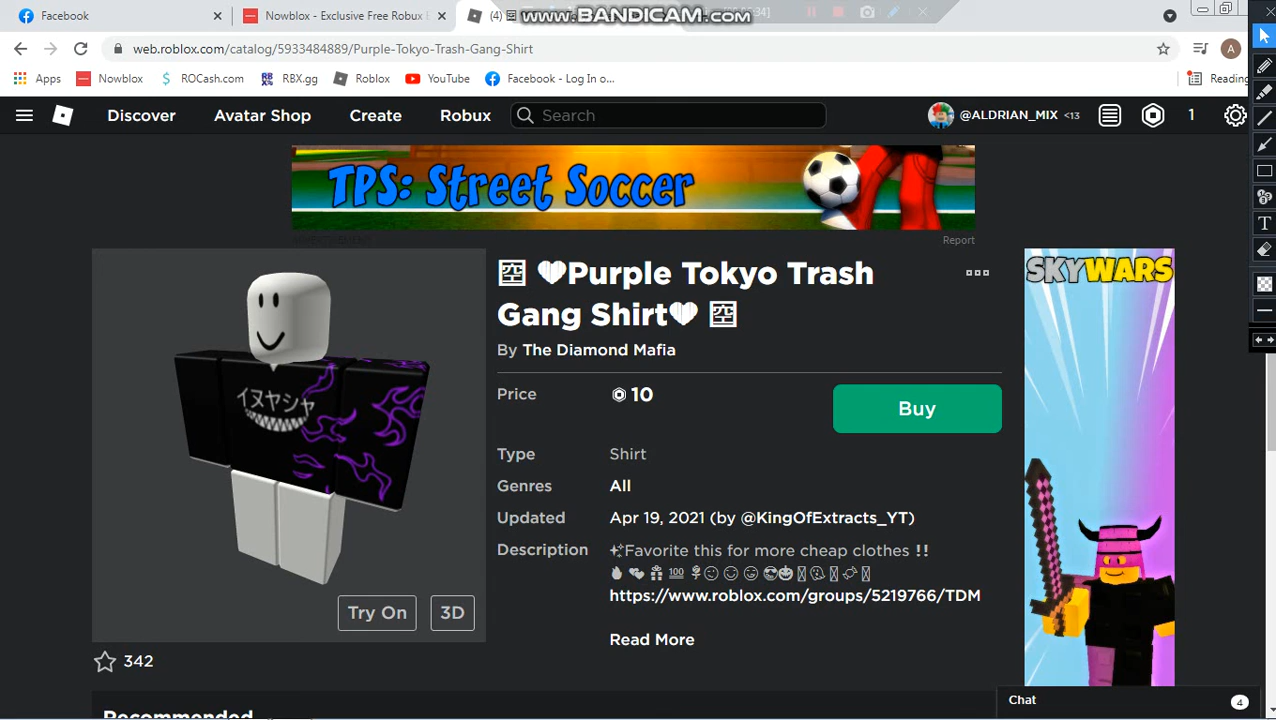 Facebook
Nowblox - Exclusive Free Robux
(4)
www.BANDICAM.com
web.roblox.com/catalog/5933484889/Purple-Tokyo-Trash-Gang-Shirt
A
Apps
Nowblox
$ ROCash.com
RBX.gg
Roblox
YouTube
Facebook - Log In o...
Reading
Discover
Avatar Shop
Create
Robux
Search
@ALDRIAN_MIX <13
1
TPS: Street Soccer
ADVERTISEMENT
Report
🈳 ♥Purple Tokyo Trash
Gang Shirt♥ 🈳
By The Diamond Mafia
Price
10
Buy
Type
Shirt
Genres
All
Updated
Apr 19, 2021 (by @KingOfExtracts_YT)
Description
✨Favorite this for more cheap clothes !!
100
https://www.roblox.com/groups/5219766/TDM
Read More
イヌヤシャ
Try On
3D
342
SKYWARS
Recommended
Chat
4
T